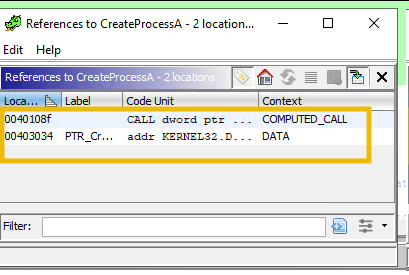 References to CreateProcessA - 2 location...
Edit Help
References to CreateProcessA - 2 locations
Loca... Label Code Unit Context
0040108f CALL dword ptr ... COMPUTED_CALL
00403034 PTR_Cr... addr KERNEL32.D... DATA
Filter: